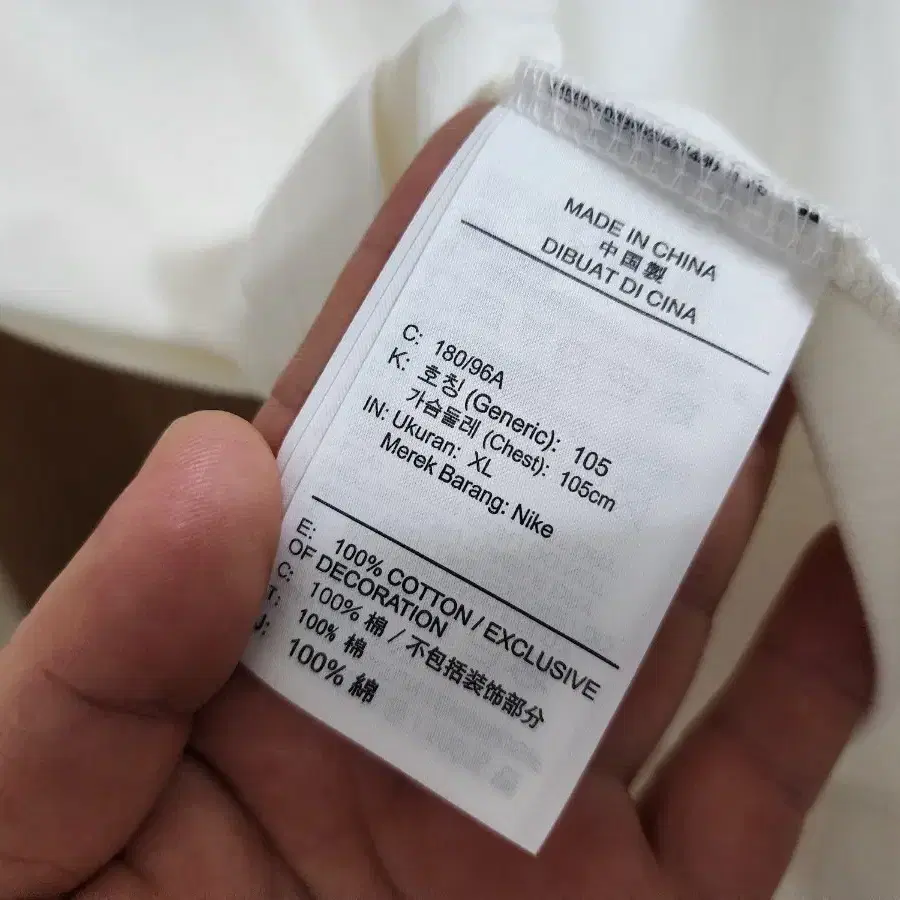 MADE IN CHINA
中国製
DIBUAT DI CINA
C: 180/96A
K: 호칭 (Generic): 105
가슴둘레 (Chest): 105cm
IN: Ukuran: XL
Merek Barang: Nike
E: 100% COTTON / EXCLUSIVE
OF DECORATION
C: 100% 棉 / 不包括装饰部分
T: 100% 棉
J: 100% 綿